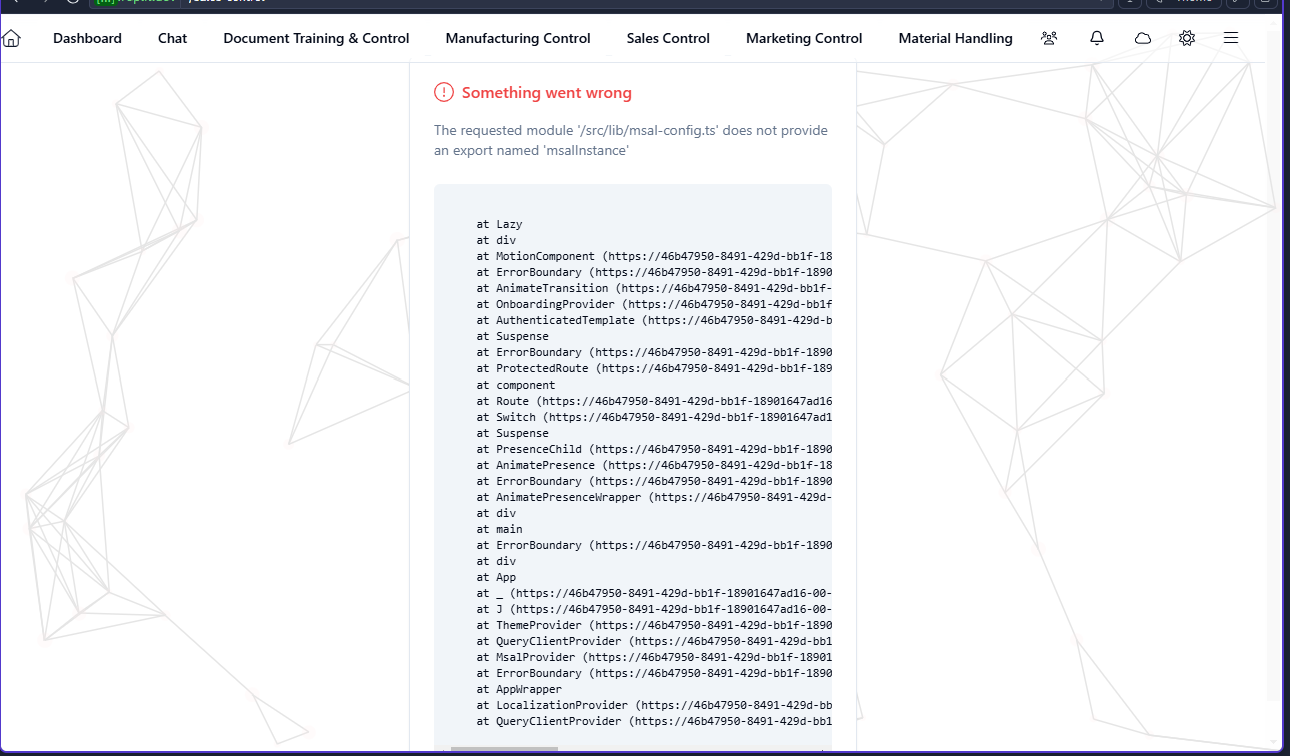 Dashboard
Chat
Document Training & Control
Manufacturing Control
Sales Control
Marketing Control
Material Handling
Something went wrong
The requested module '/src/lib/msal-config.ts' does not provide
an export named 'msalInstance'
at Lazy
at div
at MotionComponent (https://46b47950-8491-429d-bb1f-18
at ErrorBoundary (https://46b47950-8491-429d-bb1f-1890
at AnimateTransition (https://46b47950-8491-429d-bb1f-
at OnboardingProvider (https://46b47950-8491-429d-bb1f
at AuthenticatedTemplate (https://46b47950-8491-429d-b
at Suspense
at ErrorBoundary (https://46b47950-8491-429d-bb1f-1890
at ProtectedRoute (https://46b47950-8491-429d-bb1f-189
at component
at Route (https://46b47950-8491-429d-bb1f-18901647ad16
at Switch (https://46b47950-8491-429d-bb1f-18901647ad1
at Suspense
at PresenceChild (https://46b47950-8491-429d-bb1f-1890
at AnimatePresence (https://46b47950-8491-429d-bb1f-18
at ErrorBoundary (https://46b47950-8491-429d-bb1f-1890
at AnimatePresenceWrapper (https://46b47950-8491-429d-
at div
at main
at ErrorBoundary (https://46b47950-8491-429d-bb1f-1890
at div
at App
at _ (https://46b47950-8491-429d-bb1f-18901647ad16-00-
at J (https://46b47950-8491-429d-bb1f-18901647ad16-00-
at ThemeProvider (https://46b47950-8491-429d-bb1f-1890
at QueryClientProvider (https://46b47950-8491-429d-bb1
at MsalProvider (https://46b47950-8491-429d-bb1f-18901
at ErrorBoundary (https://46b47950-8491-429d-bb1f-1890
at AppWrapper
at LocalizationProvider (https://46b47950-8491-429d-bb
at QueryClientProvider (https://46b47950-8491-429d-bb1